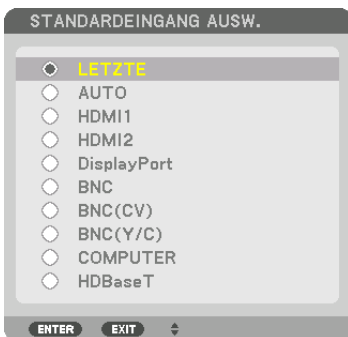 STANDARDEINGANG AUSW.
LETZTE
AUTO
HDMI1
HDMI2
DisplayPort
BNC
BNC(CV)
BNC(Y/C)
COMPUTER
HDBaseT
ENTER EXIT